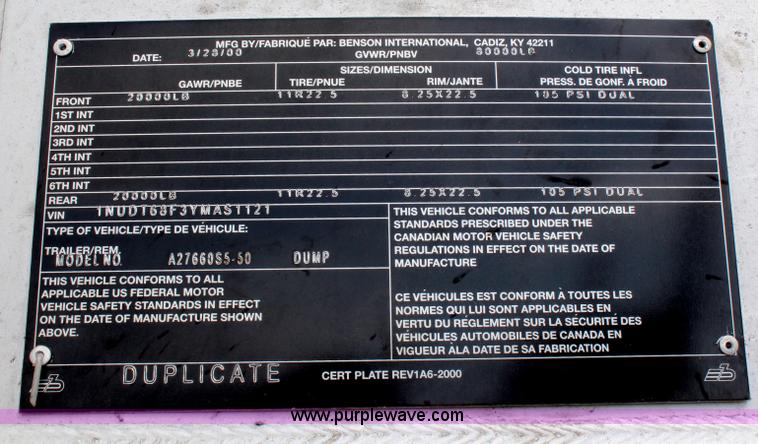 MFG BY/FABRIQUÉ PAR: BENSON INTERNATIONAL, CADIZ, KY 42211
DATE: 3/28/00 GVWR/PNBV 80000LB
SIZES/DIMENSION COLD TIRE INFL
GAWR/PNBE TIRE/PNUE RIM/JANTE PRESS. DE GONF. À FROID
FRONT 20000LB 11R22.5 8.25X22.5 105 PSI DUAL
1ST INT
2ND INT
3RD INT
4TH INT
5TH INT
6TH INT
REAR 20000LB 11R22.5 8.25X22.5 105 PSI DUAL
VIN
TYPE OF VEHICLE/TYPE DE VÉHICULE:
TRAILER/REM.
MODEL NO. A27660S5-50 DUMP
THIS VEHICLE CONFORMS TO ALL
APPLICABLE US FEDERAL MOTOR
VEHICLE SAFETY STANDARDS IN EFFECT
ON THE DATE OF MANUFACTURE SHOWN
ABOVE.
THIS VEHICLE CONFORMS TO ALL APPLICABLE
STANDARDS PRESCRIBED UNDER THE
CANADIAN MOTOR VEHICLE SAFETY
REGULATIONS IN EFFECT ON THE DATE OF
MANUFACTURE
CE VÉHICULES EST CONFORM À TOUTES LES
NORMES QUI LUI SONT APPLICABLES EN
VERTU DU RÉGLEMENT SUR LA SÉCURITÉ DES
VÉHICULES AUTOMOBILES DE CANADA EN
VIGUEUR ÀLA DATE DE SA FABRICATION
DUPLICATE CERT PLATE REV1A6-2000
www.purplewave.com